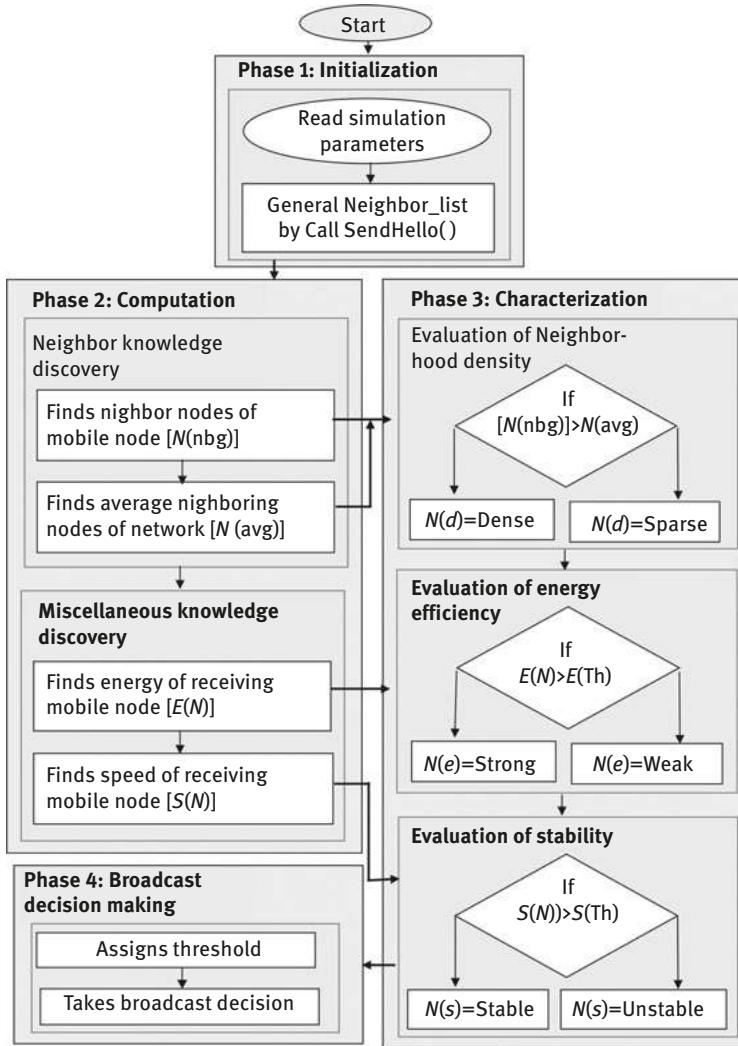 Start
Phase 1: Initialization
Read simulation
parameters
General Neighbor_list
by Call SendHello( )
Phase 2: Computation
Neighbor knowledge
discovery
Finds nighbor nodes of
mobile node [N(nbg)]
Finds average nighboring
nodes of network [N (avg)]
Miscellaneous knowledge
discovery
Finds energy of receiving
mobile node [E(N)]
Finds speed of receiving
mobile node [S(N)]
Phase 3: Characterization
Evaluation of Neighbor-
hood density
If
[N(nbg)]>N(avg)
N(d)=Dense
N(d)=Sparse
Evaluation of energy
efficiency
If
E(N)>E(Th)
N(e)=Strong
N(e)=Weak
Evaluation of stability
If
S(N))>S(Th)
N(s)=Stable
N(s)=Unstable
Phase 4: Broadcast
decision making
Assigns threshold
Takes broadcast decision